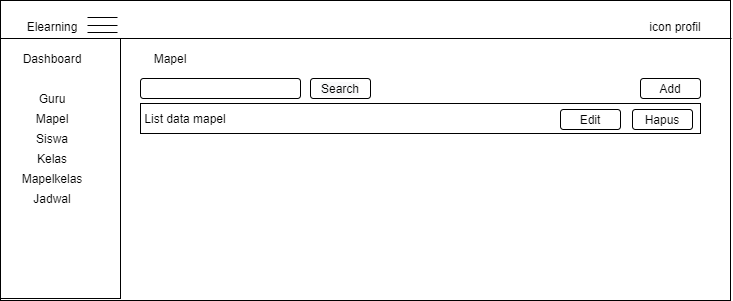 Elearning
icon profil
Dashboard
Guru
Mapel
Siswa
Kelas
Mapelkelas
Jadwal
Mapel
Search
Add
List data mapel
Edit
Hapus